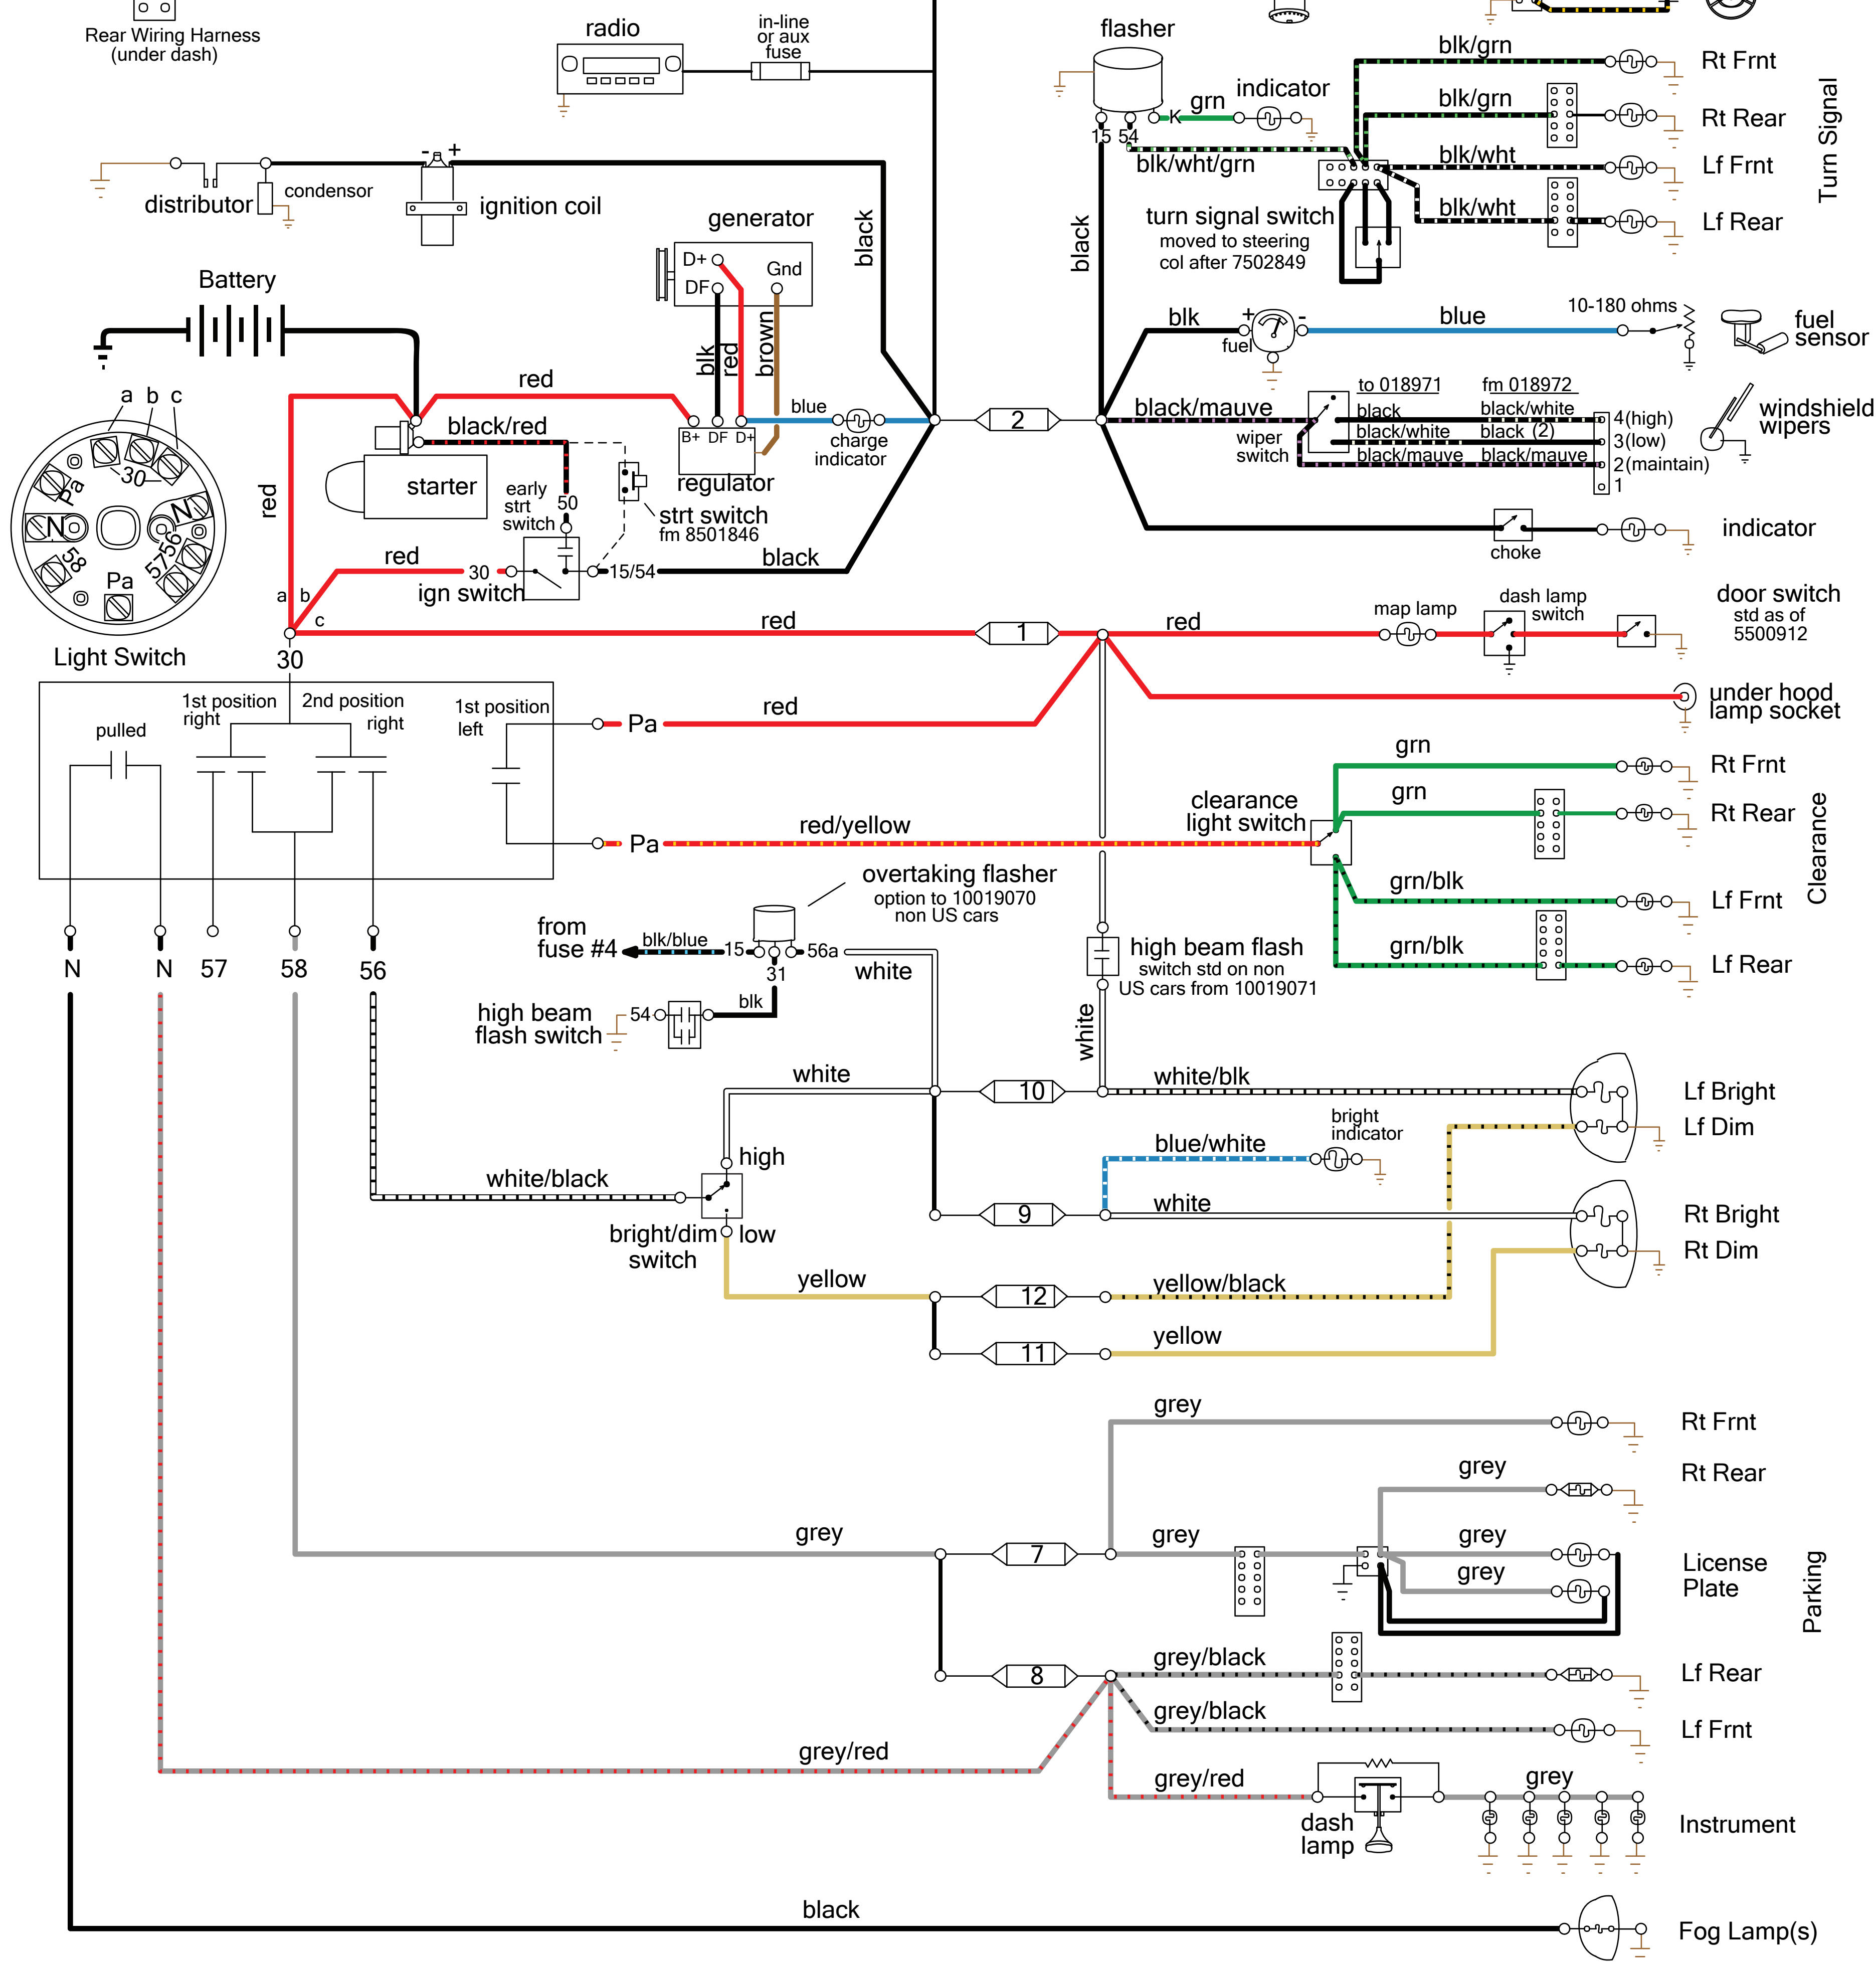 Rear Wiring Harness
(under dash)
radio
in-line
or aux
fuse
flasher
grn
indicator
K
15
54
blk/wht/grn
blk/grn
Rt Frnt
blk/grn
Rt Rear
blk/wht
Lf Frnt
blk/wht
Lf Rear
Turn Signal
turn signal switch
moved to steering
col after 7502849
distributor
condensor
- +
ignition coil
black
generator
D+
DF
Gnd
blk
red
brown
black
Battery
blk
+
-
fuel
blue
10-180 ohms
fuel
sensor
a b c
30
Pa
N
N
58
Pa
57
56
Light Switch
red
black/red
starter
B+ DF D+
regulator
blue
charge
indicator
2
black/mauve
wiper
switch
to 018971
fm 018972
black
black/white
4(high)
black/white
black (2)
3(low)
black/mauve
black/mauve
2(maintain)
1
windshield
wipers
early
strt
switch
50
strt switch
fm 8501846
red
red
30
15/54
ign switch
black
choke
indicator
a b
c
30
red
1
red
map lamp
dash lamp
switch
door switch
std as of
5500912
under hood
lamp socket
pulled
1st position
right
2nd position
right
1st position
left
Pa
red
Pa
red/yellow
clearance
light switch
grn
Rt Frnt
grn
Rt Rear
grn/blk
Lf Frnt
grn/blk
Lf Rear
Clearance
overtaking flasher
option to 10019070
non US cars
from
fuse #4
blk/blue
15
56a
31
white
blk
high beam
flash switch
54
high beam flash
switch std on non
US cars from 10019071
white
N
N
57
58
56
white
10
white/blk
Lf Bright
Lf Dim
bright
indicator
blue/white
high
white/black
bright/dim
switch
low
9
white
Rt Bright
Rt Dim
yellow
12
yellow/black
11
yellow
grey
Rt Frnt
grey
Rt Rear
grey
7
grey
grey
grey
License
Plate
Parking
8
grey/black
Lf Rear
grey/black
Lf Frnt
grey/red
grey/red
dash
lamp
grey
Instrument
black
Fog Lamp(s)